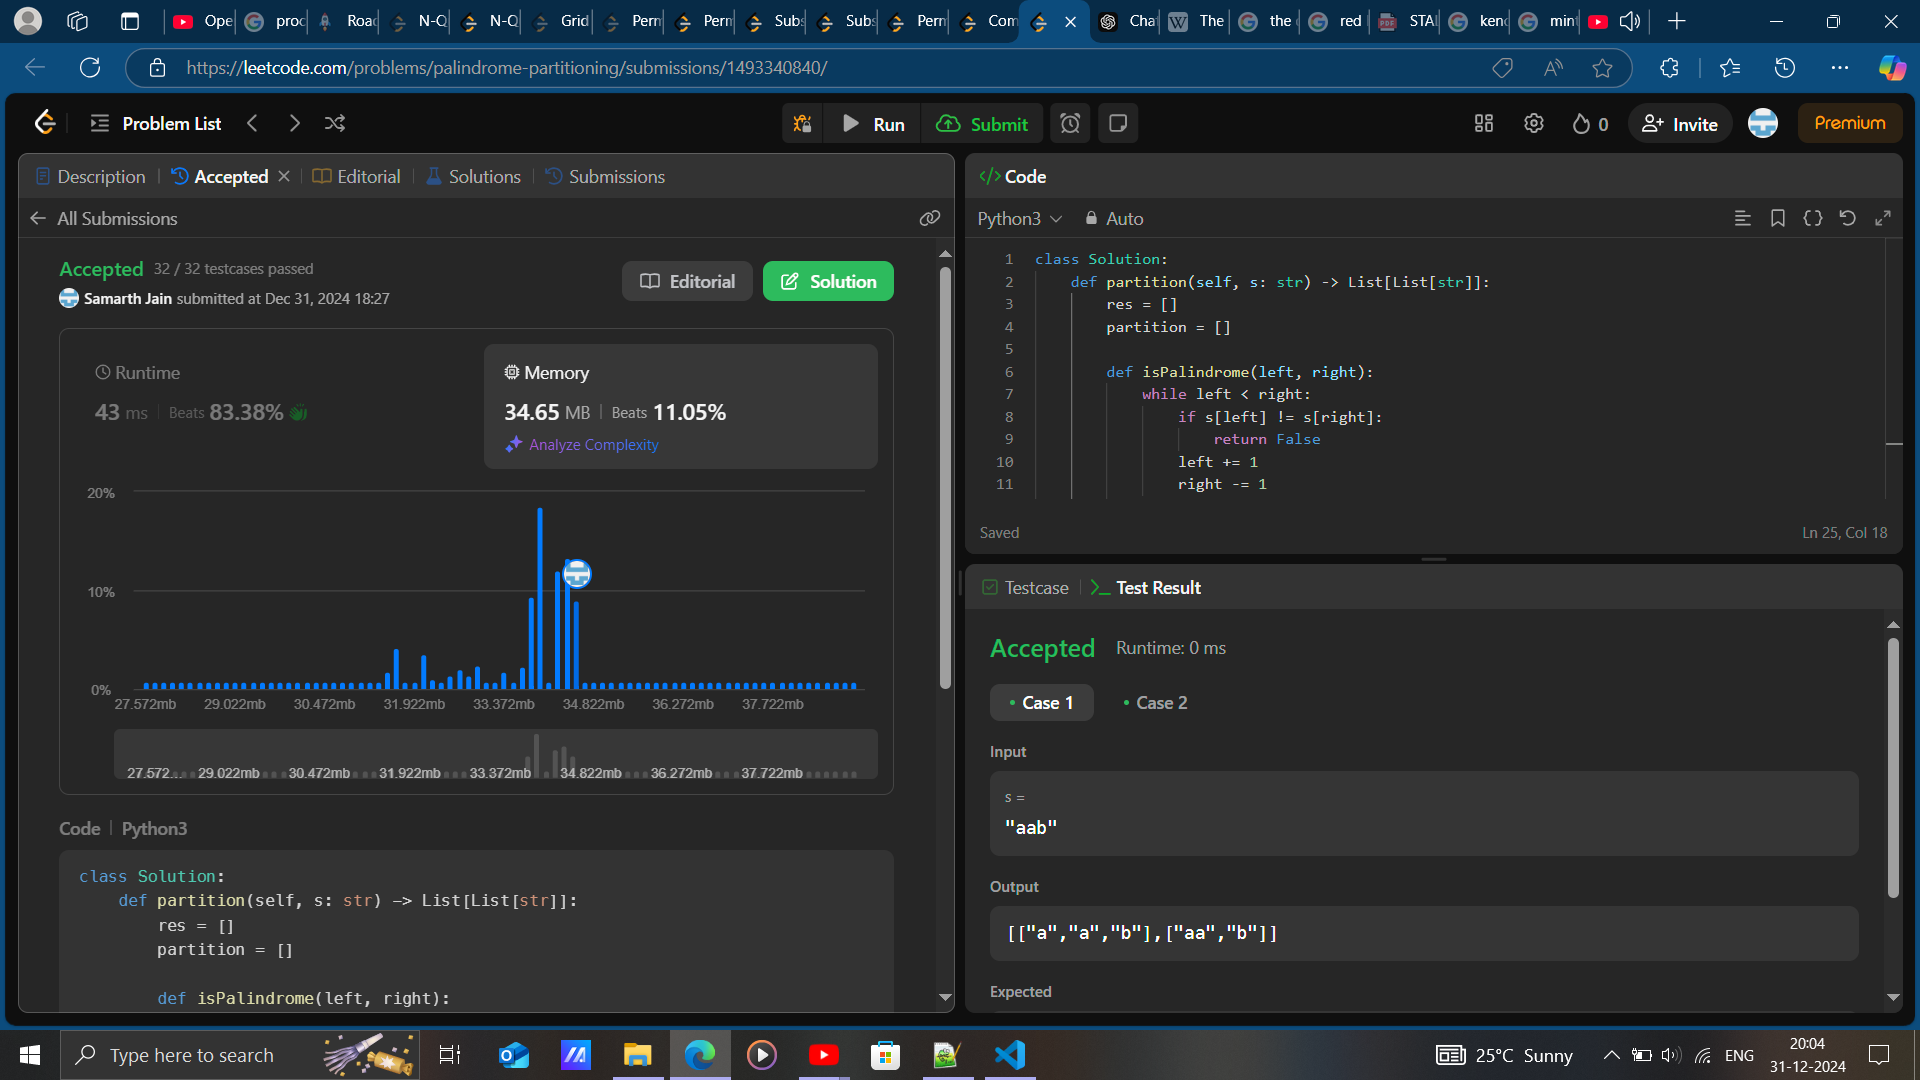 Ope
proc
Road
N-Q
N-Q
Grid
Perm
Perm
Subs
Subs
Perm
Com
Cha
The
the
red
STAI
kenc
min
https://leetcode.com/problems/palindrome-partitioning/submissions/1493340840/
Problem List
Run
Submit
0
Invite
Premium
Description
Accepted
Editorial
Solutions
Submissions
All Submissions
Accepted 32 / 32 testcases passed
Samarth Jain submitted at Dec 31, 2024 18:27
Editorial
Solution
Runtime
43 ms | Beats 83.38%
Memory
34.65 MB | Beats 11.05%
Analyze Complexity
20%
10%
0%
27.572mb 29.022mb 30.472mb 31.922mb 33.372mb 34.822mb 36.272mb 37.722mb
27.572... 29.022mb 30.472mb 31.922mb 33.372mb 34.822mb 36.272mb 37.722mb
Code | Python3
class Solution:
def partition(self, s: str) -> List[List[str]]:
res = []
partition = []
def isPalindrome(left, right):
</> Code
Python3
Auto
1 class Solution:
2 def partition(self, s: str) -> List[List[str]]:
3 res = []
4 partition = []
5
6 def isPalindrome(left, right):
7 while left < right:
8 if s[left] != s[right]:
9 return False
10 left += 1
11 right -= 1
Saved
Ln 25, Col 18
Testcase
Test Result
Accepted Runtime: 0 ms
• Case 1 • Case 2
Input
s =
"aab"
Output
[["a","a","b"],["aa","b"]]
Expected
Type here to search
25°C Sunny
ENG
20:04
31-12-2024